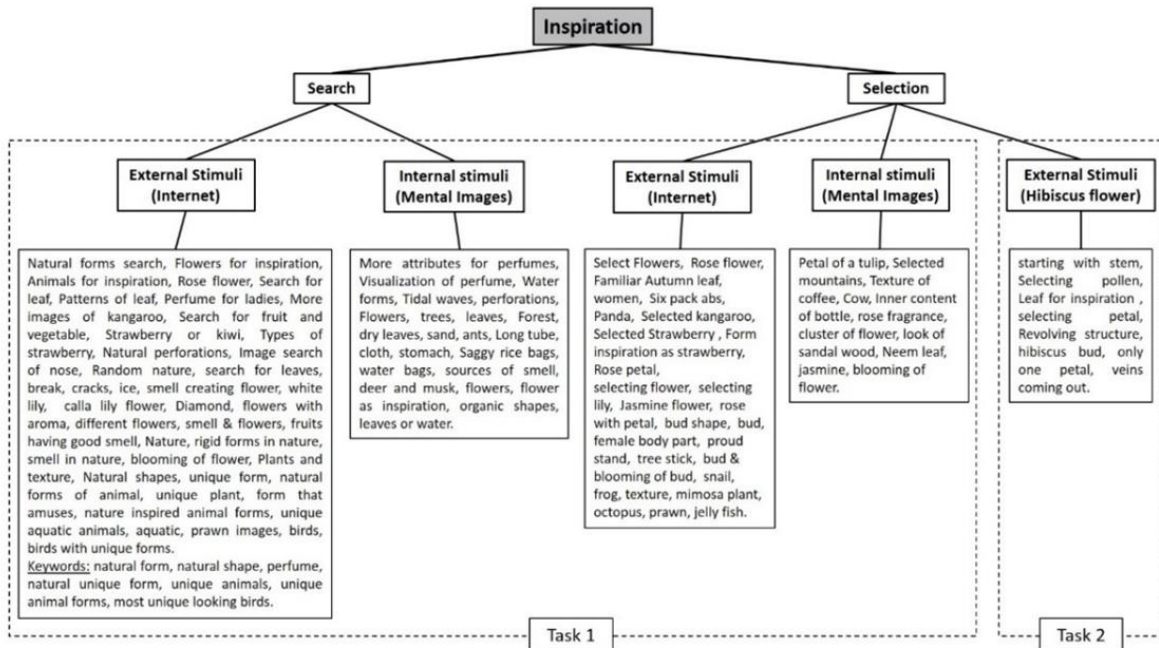 Inspiration
Search
Selection
External Stimuli
(Internet)
Internal stimuli
(Mental Images)
External Stimuli
(Internet)
Internal stimuli
(Mental Images)
External Stimuli
(Hibiscus flower)
Natural forms search, Flowers for inspiration,
Animals for inspiration, Rose flower, Search for
leaf, Patterns of leaf, Perfume for ladies, More
images of kangaroo, Search for fruit and
vegetable, Strawberry or kiwi, Types of
strawberry, Natural perforations, Image search
of nose, Random nature, search for leaves,
break, cracks, ice, smell creating flower, white
lily, calla lily flower, Diamond, flowers with
aroma, different flowers, smell & flowers, fruits
having good smell, Nature, rigid forms in nature,
smell in nature, blooming of flower, Plants and
texture, Natural shapes, unique form, natural
forms of animal, unique plant, form that
amuses, nature inspired animal forms, unique
aquatic animals, aquatic, prawn images, birds,
birds with unique forms.
Keywords: natural form, natural shape, perfume,
natural unique form, unique animals, unique
animal forms, most unique looking birds.
More attributes for perfumes,
Visualization of perfume, Water
forms, Tidal waves, perforations,
Flowers, trees, leaves, Forest,
dry leaves, sand, ants, Long tube,
cloth, stomach, Saggy rice bags,
water bags, sources of smell,
deer and musk, flowers, flower
as inspiration, organic shapes,
leaves or water.
Select Flowers, Rose flower,
Familiar Autumn leaf,
women, Six pack abs,
Panda, Selected kangaroo,
Selected Strawberry , Form
inspiration as strawberry,
Rose petal,
selecting flower, selecting
lily, Jasmine flower, rose
with petal, bud shape, bud,
female body part, proud
stand, tree stick, bud &
blooming of bud, snail,
frog, texture, mimosa plant,
octopus, prawn, jelly fish.
Petal of a tulip, Selected
mountains, Texture of
coffee, Cow, Inner content
of bottle, rose fragrance,
cluster of flower, look of
sandal wood, Neem leaf,
jasmine, blooming of
flower.
starting with stem,
Selecting pollen,
Leaf for inspiration ,
selecting petal,
Revolving structure,
hibiscus bud, only
one petal, veins
coming out.
Task 1
Task 2